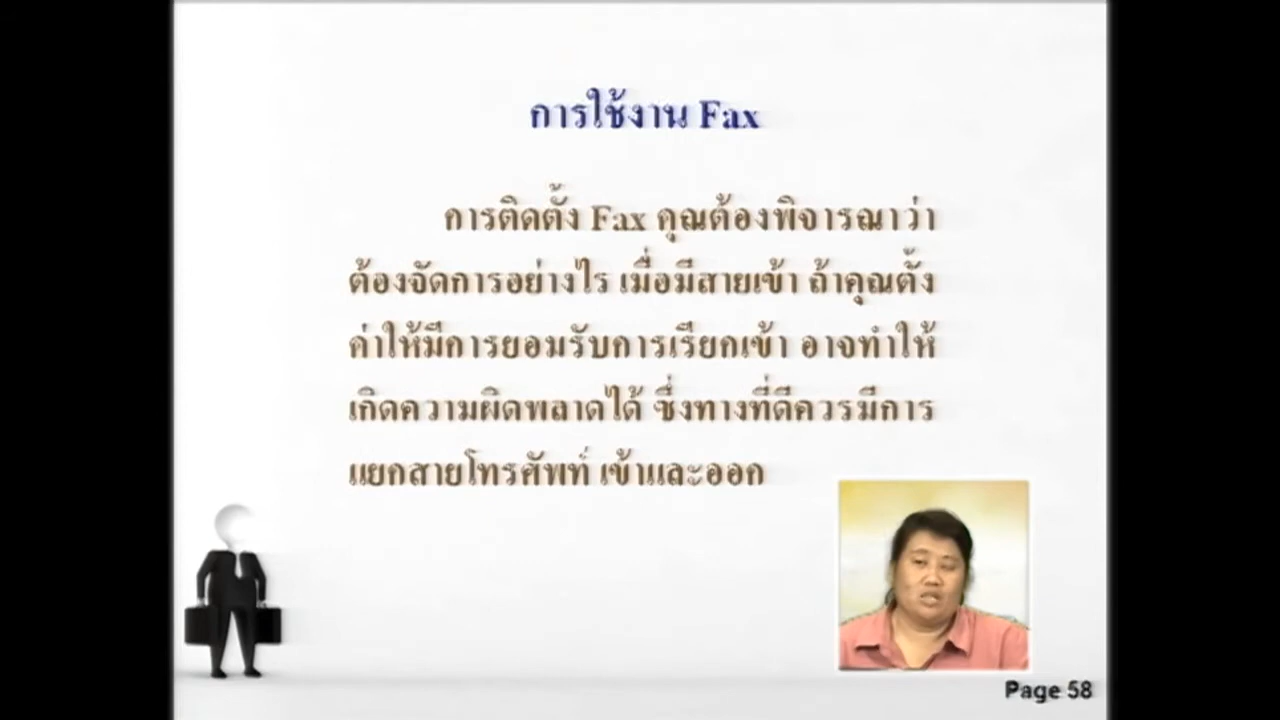 การใช้งาน Fax
การติดตั้ง Fax คุณต้องพิจารณาว่า
ต้องจัดการอย่างไร เมื่อมีสายเข้า ถ้าคุณตั้ง
ค่าให้มีการยอมรับการเรียกเข้า อาจทำให้
เกิดความผิดพลาดได้ ซึ่งทางที่ดีควรมีการ
แยกสายโทรศัพท์ เข้าและออก
Page 58